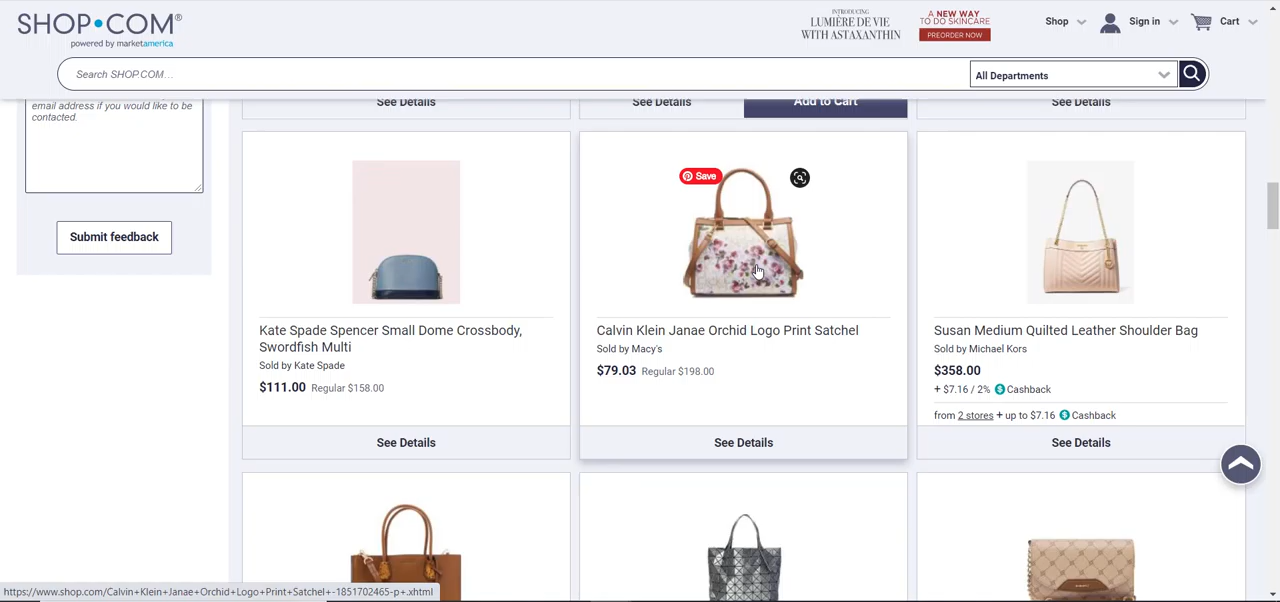 SHOP•COM®
powered by marketamerica
INTRODUCING
LUMIÈRE DE VIE
WITH ASTAXANTHIN
A NEW WAY
TO DO SKINCARE
PREORDER NOW
Shop
Sign in
Cart
Search SHOP.COM...
All Departments
email address if you would like to be
contacted.
Submit feedback
See Details
See Details
Add to Cart
See Details
Save
Kate Spade Spencer Small Dome Crossbody,
Swordfish Multi
Sold by Kate Spade
$111.00 Regular $158.00
See Details
Calvin Klein Janae Orchid Logo Print Satchel
Sold by Macy's
$79.03 Regular $198.00
See Details
Susan Medium Quilted Leather Shoulder Bag
Sold by Michael Kors
$358.00
+ $7.16 / 2% Cashback
from 2 stores + up to $7.16 Cashback
See Details
https://www.shop.com/Calvin+Klein+Janae+Orchid+Logo+Print+Satchel+-1851702465-p+.xhtml